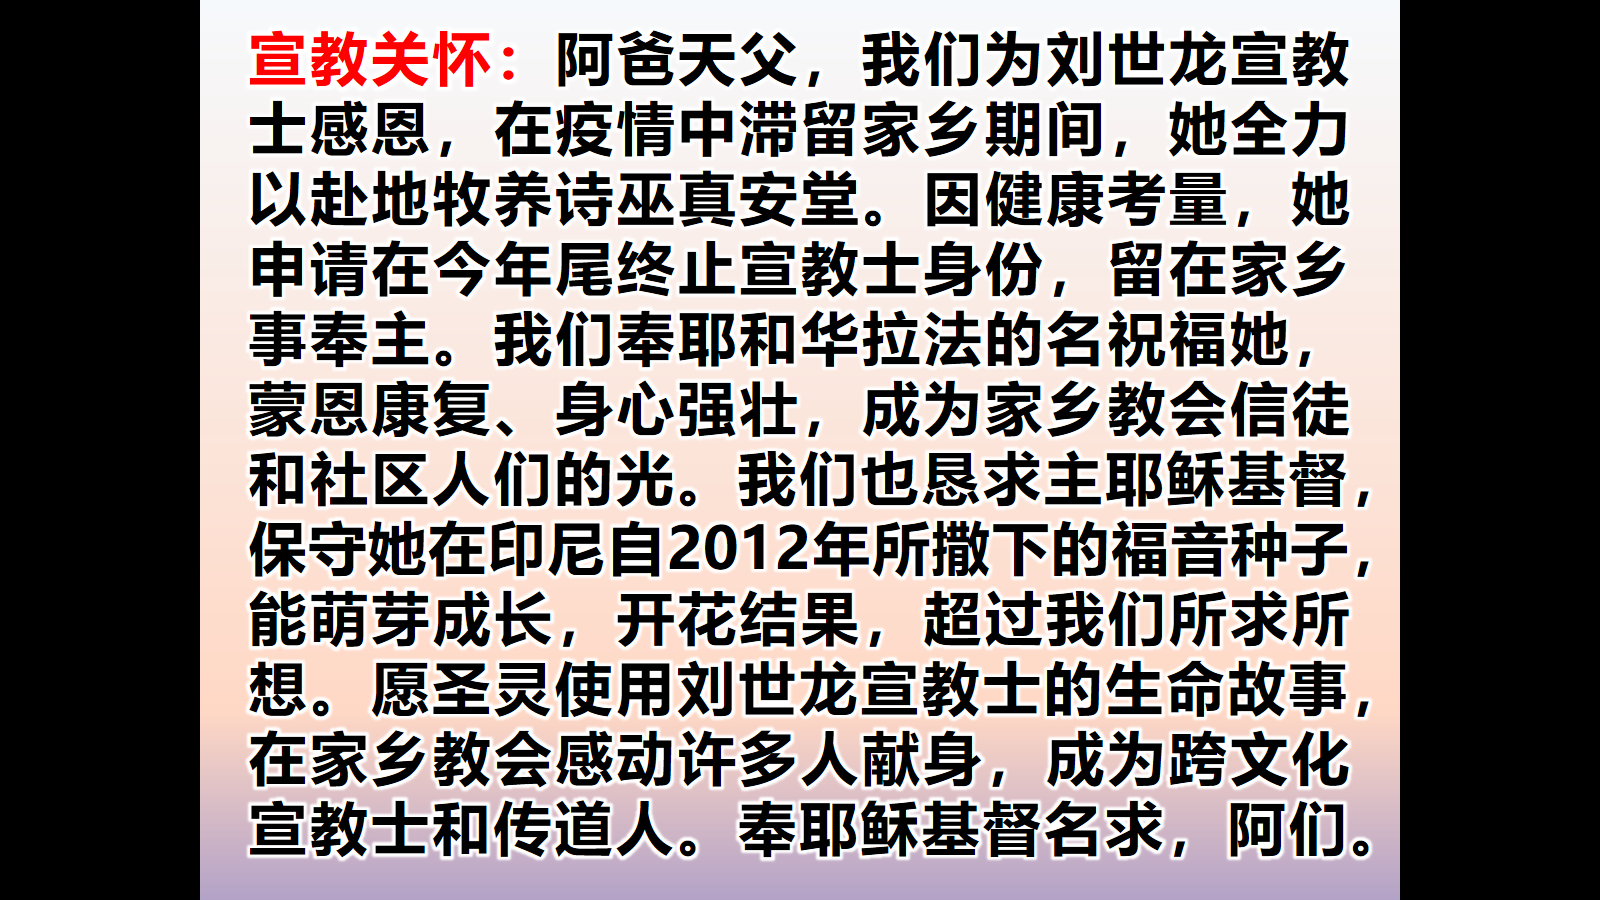 宣教关怀：阿爸天父，我们为刘世龙宣教
士感恩，在疫情中滞留家乡期间，她全力
以赴地牧养诗巫真安堂。因健康考量，她
申请在今年尾终止宣教士身份，留在家乡
事奉主。我们奉耶和华拉法的名祝福她，
蒙恩康复、身心强壮，成为家乡教会信徒
和社区人们的光。我们也恳求主耶稣基督，
保守她在印尼自2012年所撒下的福音种子，
能萌芽成长，开花结果，超过我们所求所
想。愿圣灵使用刘世龙宣教士的生命故事，
在家乡教会感动许多人献身，成为跨文化
宣教士和传道人。奉耶稣基督名求，阿们。